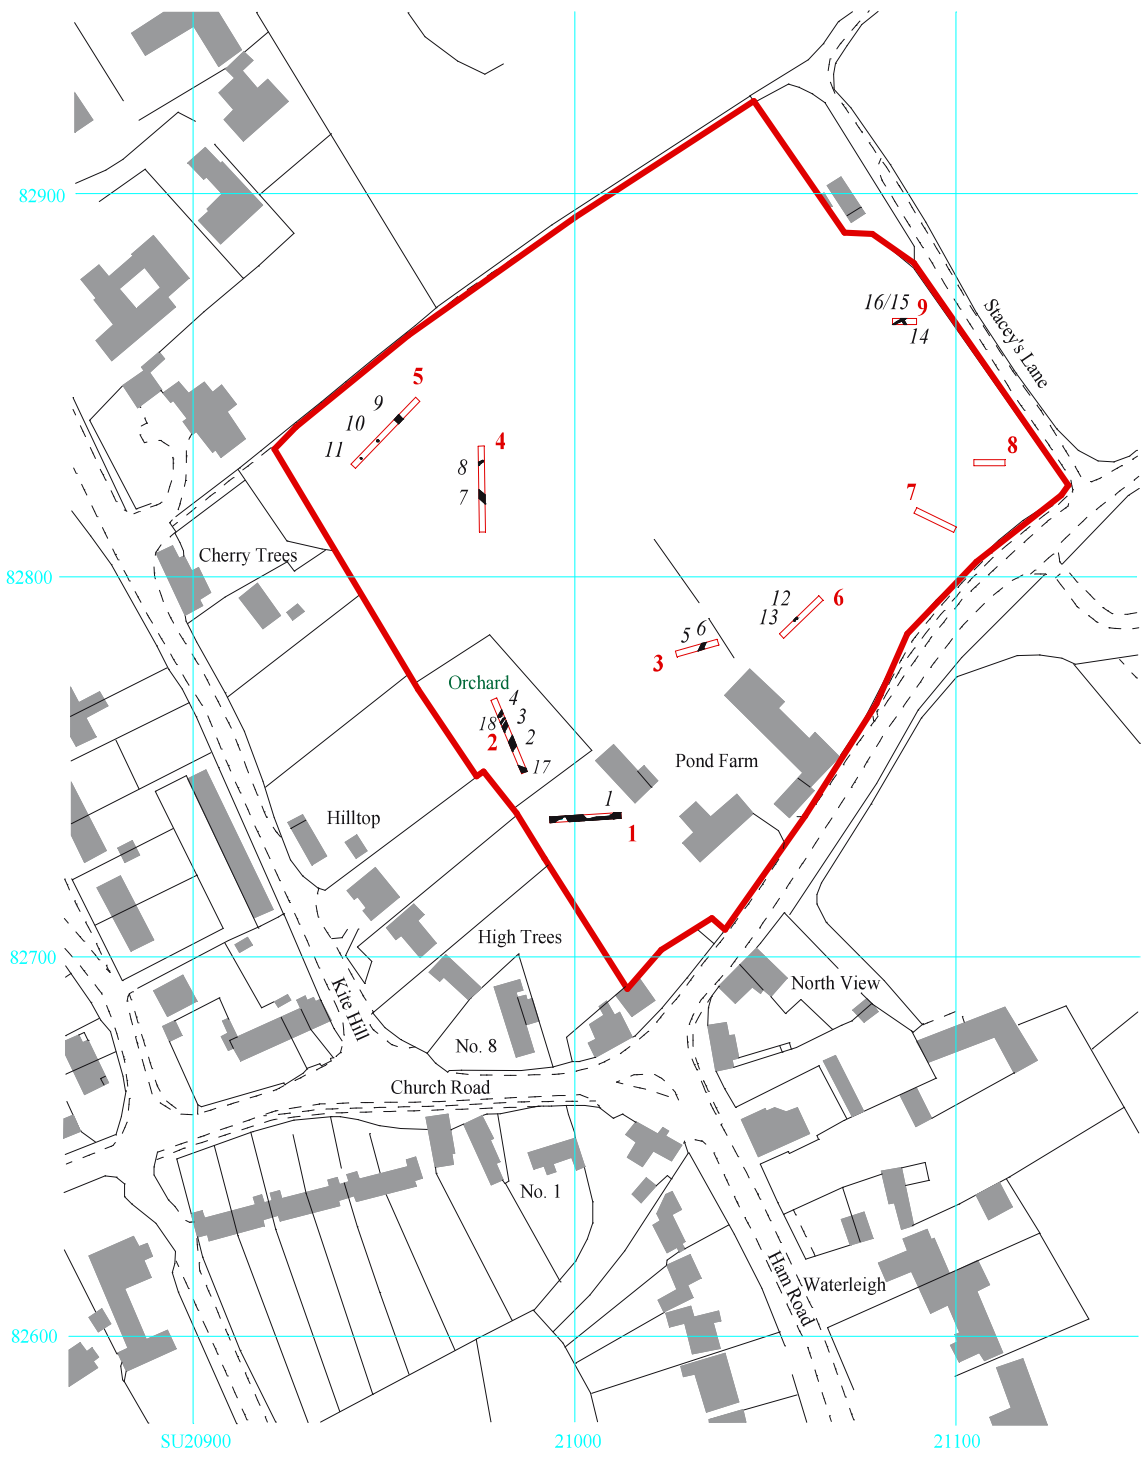 82900
16/15
9
14
Stacey's Lane
5
9
10
11
4
8
7
8
7
Cherry Trees
82800
12
13
6
5
6
3
Orchard
4
18
3
2
2
17
Pond Farm
1
1
Hilltop
High Trees
82700
North View
Kite Hill
No. 8
Church Road
No. 1
Ham Road
Waterleigh
82600
SU20900
21000
21100